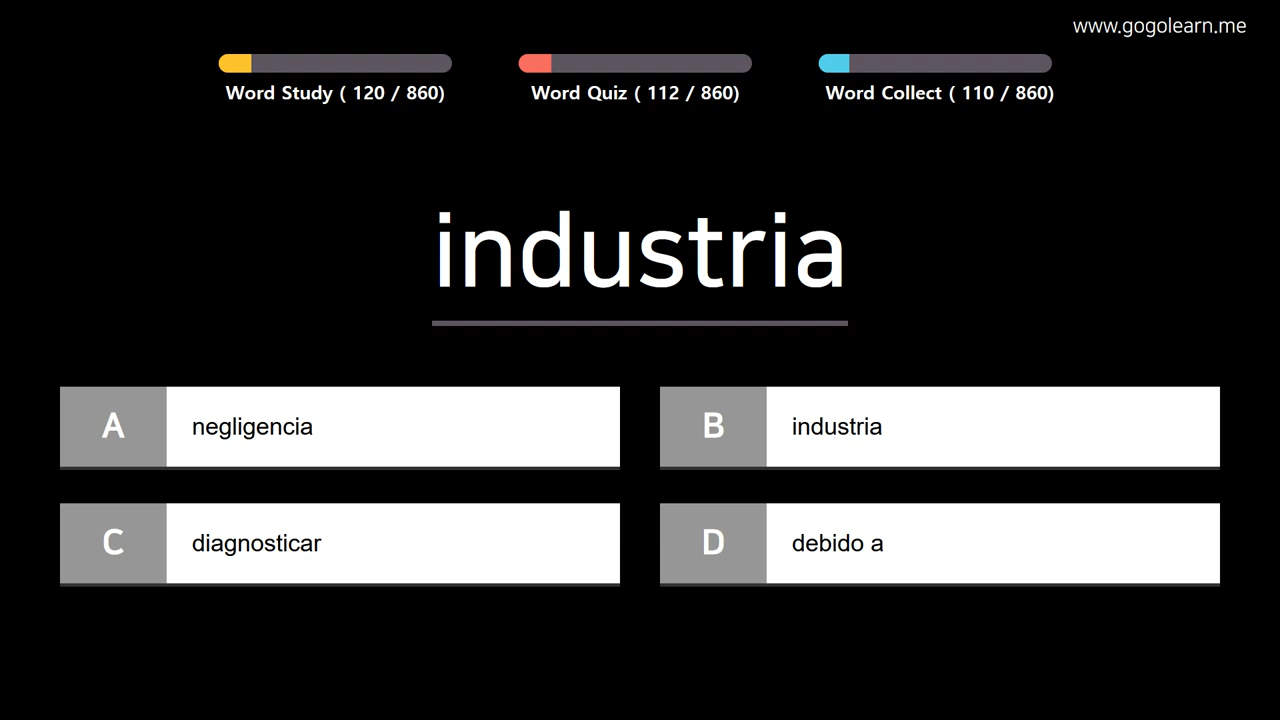 www.gogolearn.me
Word Study ( 120 / 860)
Word Quiz ( 112 / 860)
Word Collect ( 110 / 860)
industria
A negligencia
B industria
C diagnosticar
D debido a